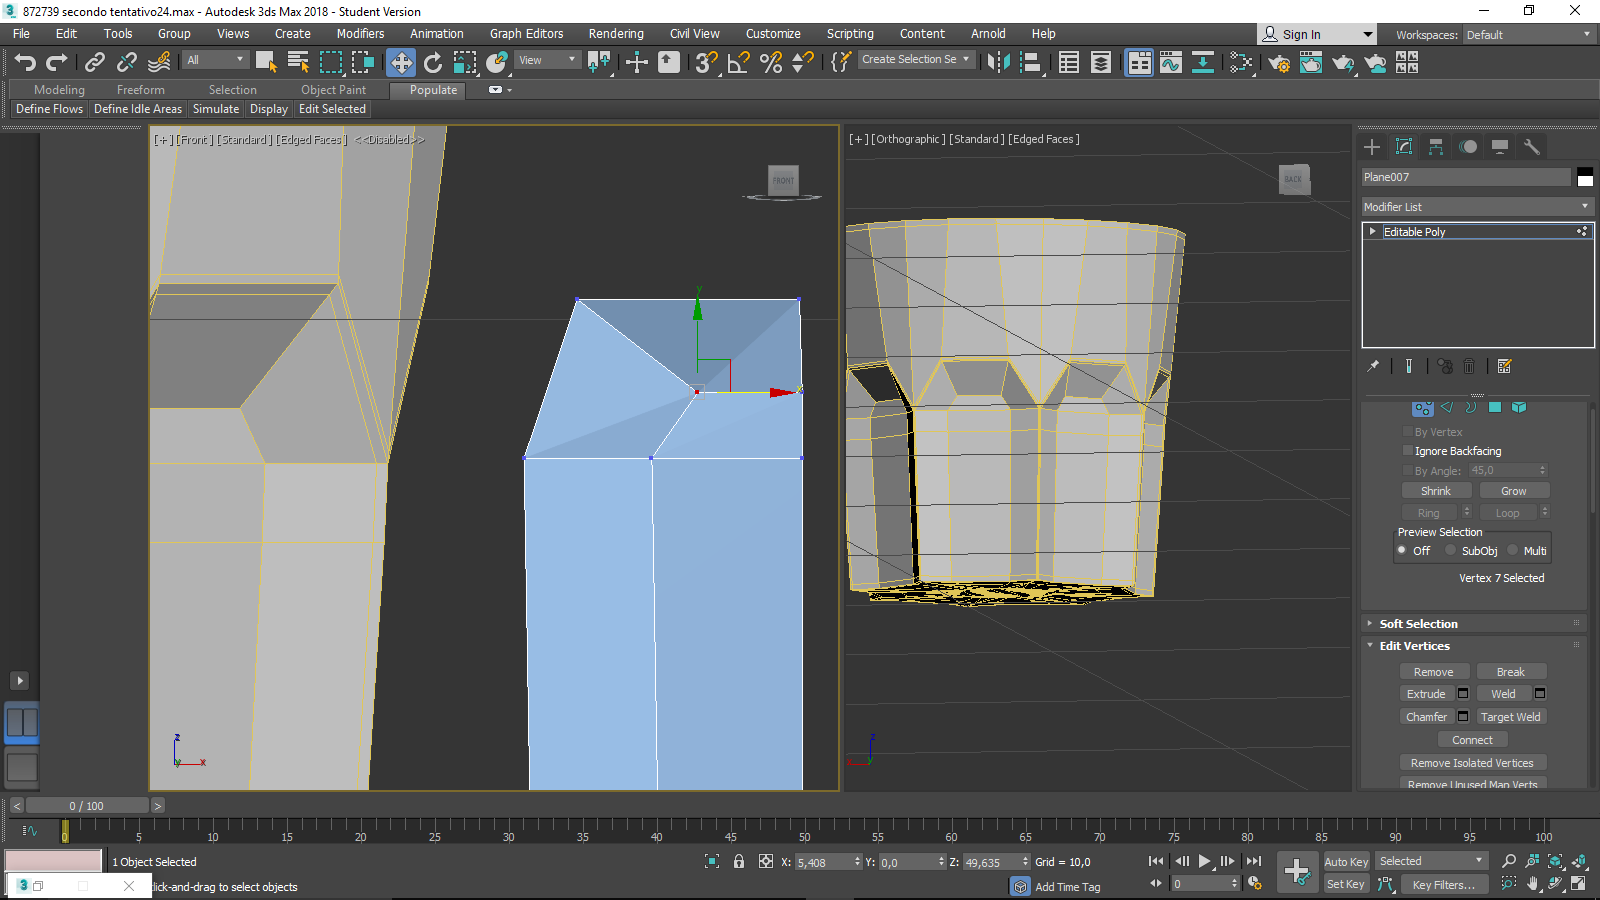 872739 secondo tentativo24.max - Autodesk 3ds Max 2018 - Student Version
File Edit Tools Group Views Create Modifiers Animation Graph Editors Rendering Civil View Customize Scripting Content Arnold Help Sign In Workspaces: Default
All View 3 Create Selection Se
Modeling Freeform Selection Object Paint Populate
Define Flows Define Idle Areas Simulate Display Edit Selected
[+] [Front] [Standard] [Edged Faces] <<Disabled>>
[+] [Orthographic] [Standard] [Edged Faces]
FRONT
BACK
Plane007
Modifier List
Editable Poly
y
x
By Vertex
Ignore Backfacing
By Angle: 45,0
Shrink Grow
Ring Loop
Preview Selection
Off SubObj Multi
Vertex 7 Selected
Soft Selection
Edit Vertices
Remove Break
Extrude Weld
Chamfer Target Weld
Connect
Remove Isolated Vertices
Remove Unused Map Verts
z
y x
z
x y
< 0 / 100 >
0 5 10 15 20 25 30 35 40 45 50 55 60 65 70 75 80 85 90 95 100
1 Object Selected X: 5,408 Y: 0,0 Z: 49,635 Grid = 10,0 Auto Key Selected
click-and-drag to select objects Add Time Tag 0 Set Key Key Filters...
3